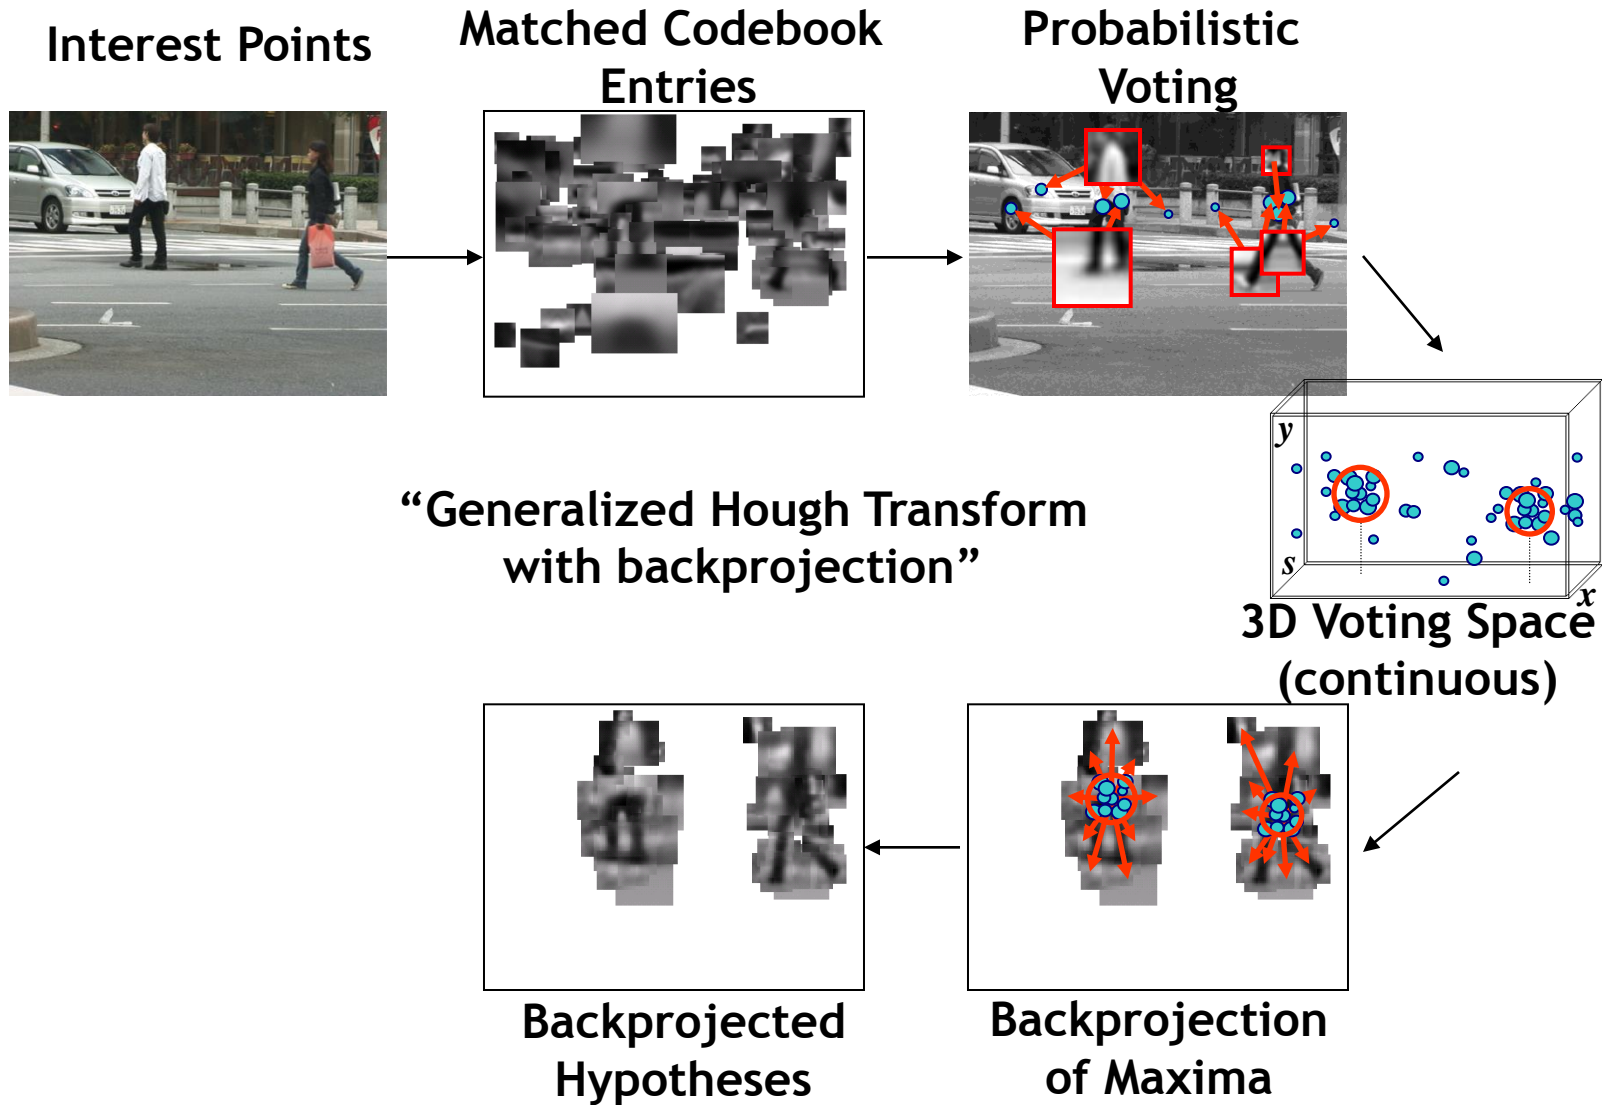 Interest Points
Matched Codebook
Entries
Probabilistic
Voting
y
s
x
“Generalized Hough Transform
with backprojection”
3D Voting Space
(continuous)
Backprojected
Hypotheses
Backprojection
of Maxima